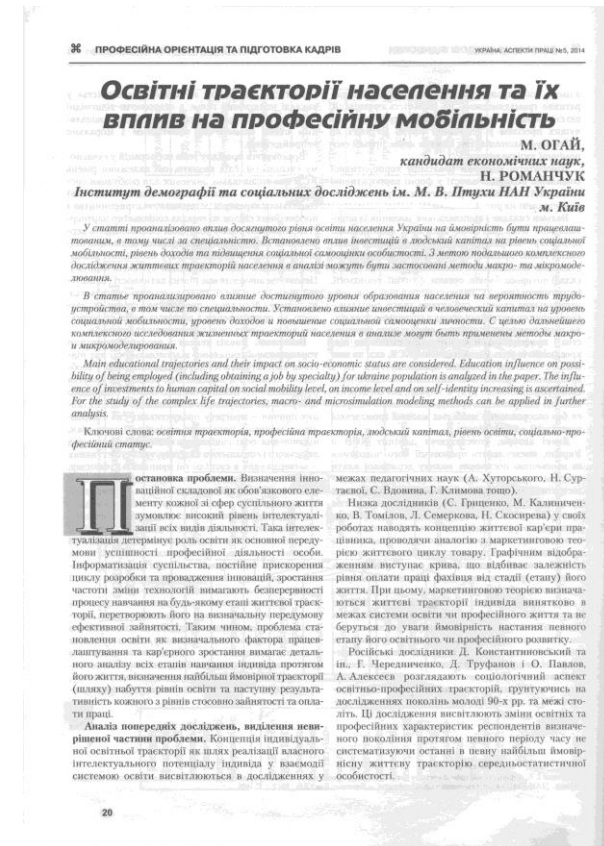 ⌘ ПРОФЕСІЙНА ОРІЄНТАЦІЯ ТА ПІДГОТОВКА КАДРІВ
УКРАЇНА: АСПЕКТИ ПРАЦІ №5, 2014
Освітні траєкторії населення та їх
вплив на професійну мобільність
М. ОГАЙ,
кандидат економічних наук,
Н. РОМАНЧУК
Інститут демографії та соціальних досліджень ім. М. В. Птухи НАН України
м. Київ
У статті проаналізовано вплив досягнутого рівня освіти населення України на ймовірність бути працевлаш-
тованим, в тому числі за спеціальністю. Встановлено вплив інвестицій в людський капітал на рівень соціальної
мобільності, рівень доходів та підвищення соціальної самооцінки особистості. З метою подальшого комплексного
дослідження життєвих траєкторій населення в аналізі можуть бути застосовані методи макро- та мікромоде-
лювання.
В статье проанализировано влияние достигнутого уровня образования населения на вероятность трудо-
устройства, в том числе по специальности. Установлено влияние инвестиций в человеческий капитал на уровень
социальной мобильности, уровень доходов и повышение социальной самооценки личности. С целью дальнейшего
комплексного исследования жизненных траекторий населения в анализе могут быть применены методы макро-
и микромоделирования.
Main educational trajectories and their impact on socio-economic status are considered. Education influence on possi-
bility of being employed (including obtaining a job by specialty) for ukraine population is analyzed in the paper. The influ-
ence of investments to human capital on social mobility level, on income level and on self-identity increasing is ascertained.
For the study of the complex life trajectories, macro- and microsimulation modeling methods can be applied in further
analysis.
Ключові слова: освітня траєкторія, професійна траєкторія, людський капітал, рівень освіти, соціально-про-
фесійний статус.
Постановка проблеми. Визначення інно-
ваційної складової як обов'язкового еле-
менту кожної зі сфер суспільного життя
зумовлює високий рівень інтелектуалі-
зації всіх видів діяльності. Така інтелек-
туалізація детермінує роль освіти як основної переду-
мови успішності професійної діяльності особи.
Інформатизація суспільства, постійне прискорення
циклу розробки та провадження інновацій, зростання
частоти зміни технологій вимагають безперервності
процесу навчання на будь-якому етапі життєвої траєк-
торії, перетворюють його на визначальну передумову
ефективної зайнятості. Таким чином, проблема ста-
новлення освіти як визначального фактора працев-
лаштування та кар'єрного зростання вимагає деталь-
ного аналізу всіх етапів навчання індивіда протягом
його життя, визначення найбільш ймовірної траєкторії
(шляху) набуття рівнів освіти та наступну результа-
тивність кожного з рівнів стосовно зайнятості та опла-
ти праці.
Аналіз попередніх досліджень, виділення неви-
рішеної частини проблеми. Концепція індивідуаль-
ної освітньої траєкторії як шлях реалізації власного
інтелектуального потенціалу індивіда у взаємодії
системою освіти висвітлюються в дослідженнях у
межах педагогічних наук (А. Хуторського, Н. Сур-
таєвої, С. Вдовина, Г. Климова тощо).
Низка дослідників (С. Гриценко, М. Калиничен-
ко, В. Томілов, Л. Семеркова, Н. Скосирева) у своїх
роботах наводять концепцію життєвої кар'єри пра-
цівника, проводячи аналогію з маркетинговою тео-
рією життєвого циклу товару. Графічним відобра-
женням виступає крива, що відбиває залежність
рівня оплати праці фахівця від стадії (етапу) його
життя. При цьому, маркетинговою теорією визнача-
ються життєві траєкторії індивіда винятково в
межах системи освіти чи професійного життя та не
беруться до уваги ймовірність настання певного
етапу його освітнього чи професійного розвитку.
Російські дослідники Д. Константиновський та
ін., Г. Чередниченко, Д. Труфанов і О. Павлов,
А. Алексеєв розглядають соціологічний аспект
освітньо-професійних траєкторій, ґрунтуючись на
дослідженнях поколінь молоді 90-х рр. та межі сто-
літь. Ці дослідження висвітлюють зміни освітніх та
професійних характеристик респондентів визначе-
ного покоління протягом певного періоду часу не
систематизуючи останні в певну найбільш ймовір-
нісну життєву траєкторію середньостатистичної
особистості.
20